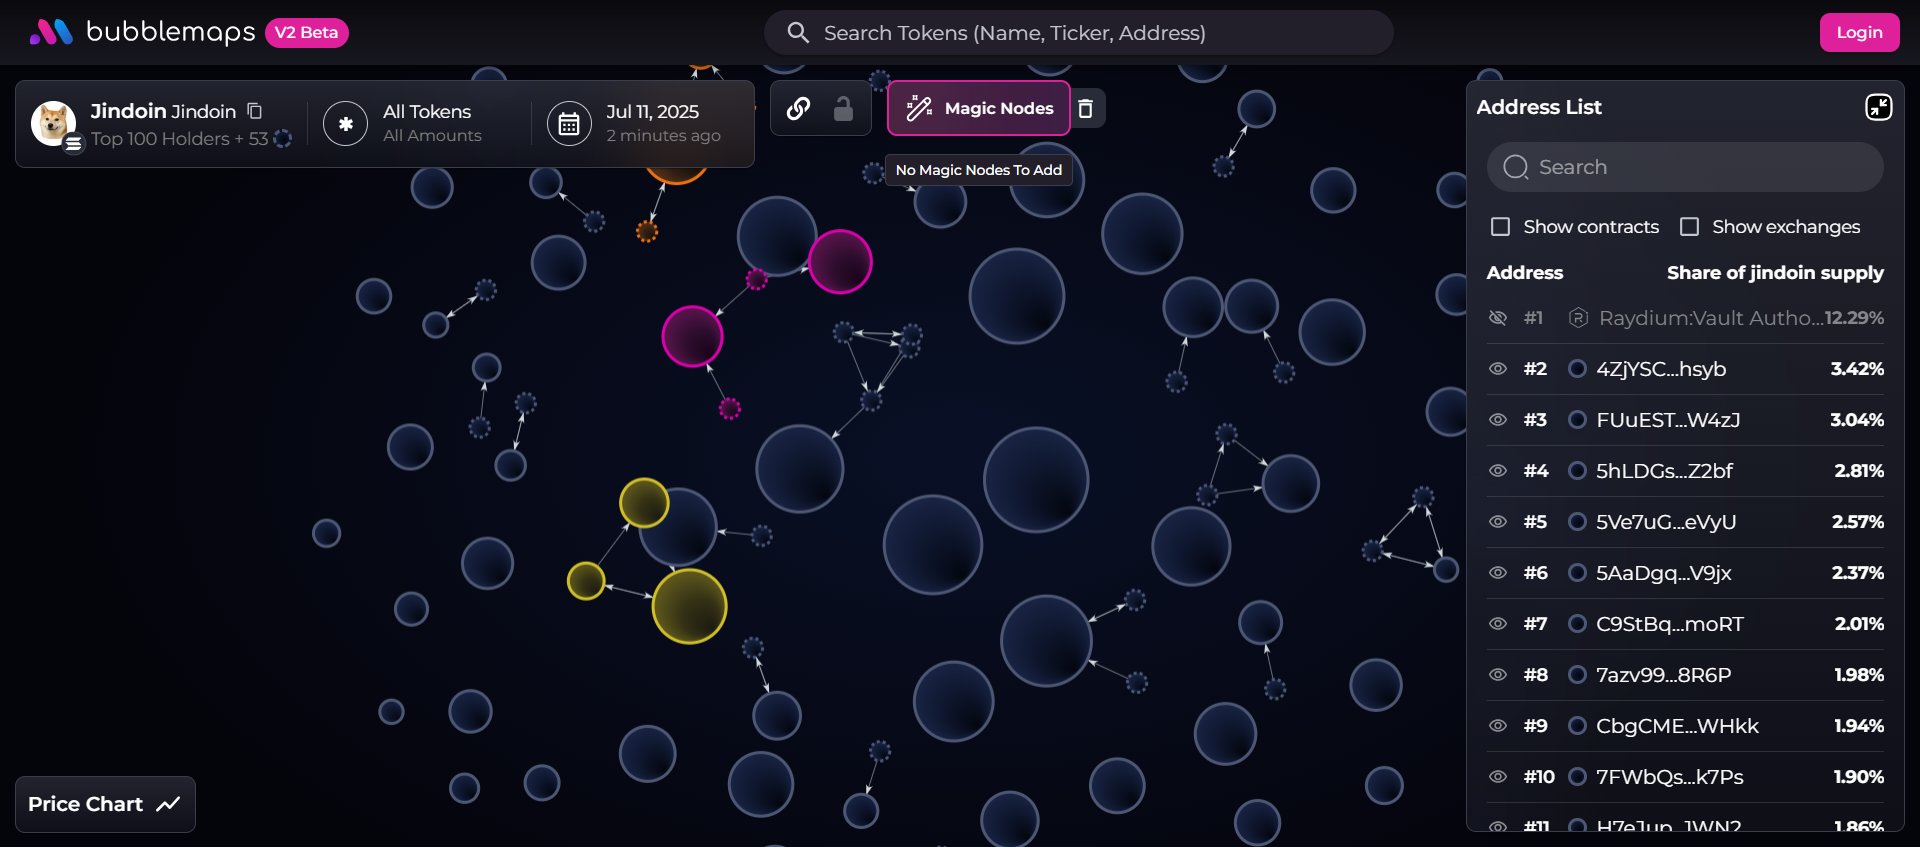 bubblemaps V2 Beta
Search Tokens (Name, Ticker, Address)
Login
Jindoin Jindoin
Top 100 Holders + 53
All Tokens
All Amounts
Jul 11, 2025
2 minutes ago
Magic Nodes
No Magic Nodes To Add
Address List
Search
Show contracts
Show exchanges
Address Share of jindoin supply
#1 Raydium:Vault Autho... 12.29%
#2 4ZjYSC...hsyb 3.42%
#3 FUuEST...W4zJ 3.04%
#4 5hLDGs...Z2bf 2.81%
#5 5Ve7uG...eVyU 2.57%
#6 5AaDgq...V9jx 2.37%
#7 C9StBq...moRT 2.01%
#8 7azv99...8R6P 1.98%
#9 CbgCME...WHkk 1.94%
#10 7FWbQs...k7Ps 1.90%
#11 H7eJup...JWN2 1.86%
Price Chart